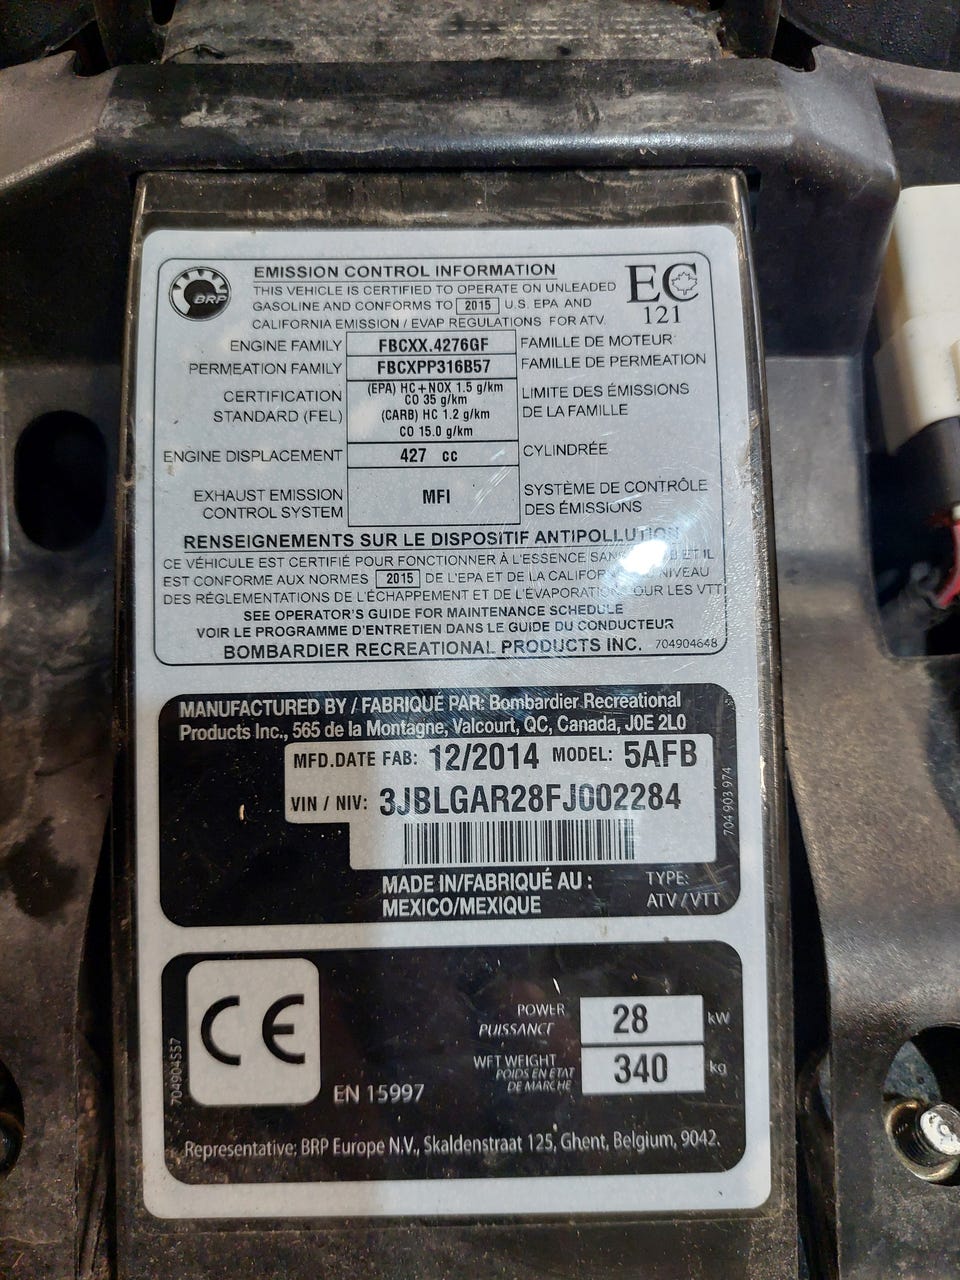 BRP
EMISSION CONTROL INFORMATION
THIS VEHICLE IS CERTIFIED TO OPERATE ON UNLEADED
GASOLINE AND CONFORMS TO 2015 U.S. EPA AND
CALIFORNIA EMISSION / EVAP REGULATIONS FOR ATV.
EC
121
ENGINE FAMILY FBCXX.4276GF FAMILLE DE MOTEUR
PERMEATION FAMILY FBCXPP316B57 FAMILLE DE PERMEATION
CERTIFICATION STANDARD (FEL) (EPA) HC+NOX 1.5 g/km LIMITE DES ÉMISSIONS DE LA FAMILLE
CO 35 g/km
(CARB) HC 1.2 g/km
CO 15.0 g/km
ENGINE DISPLACEMENT 427 cc CYLINDRÉE
EXHAUST EMISSION CONTROL SYSTEM MFI SYSTÈME DE CONTRÔLE DES ÉMISSIONS
RENSEIGNEMENTS SUR LE DISPOSITIF ANTIPOLLUTION
CE VÉHICULE EST CERTIFIÉ POUR FONCTIONNER À L'ESSENCE ET IL
EST CONFORME AUX NORMES 2015 DE L'EPA ET DE LA NIVEAU
DES RÉGLEMENTATIONS DE L'ÉCHAPPEMENT ET DE LES VTT
SEE OPERATOR'S GUIDE FOR MAINTENANCE SCHEDULE
VOIR LE PROGRAMME D'ENTRETIEN DANS LE GUIDE DU CONDUCTEUR
BOMBARDIER RECREATIONAL PRODUCTS INC. 704904648
MANUFACTURED BY / FABRIQUÉ PAR: Bombardier Recreational
Products Inc., 565 de la Montagne, Valcourt, QC, Canada, J0E 2L0
MFD.DATE FAB: 12/2014 MODEL: 5AFB
VIN / NIV: 3JBLGAR28FJ002284
704 903 974
MADE IN/FABRIQUÉ AU : TYPE:
MEXICO/MEXIQUE ATV/VTT
CE
704904557
EN 15997
POWER
PUISSANCE 28 kW
WET WEIGHT
POIDS EN ÉTAT
DE MARCHE 340 kg
Representative: BRP Europe N.V., Skaldenstraat 125, Ghent, Belgium, 9042.